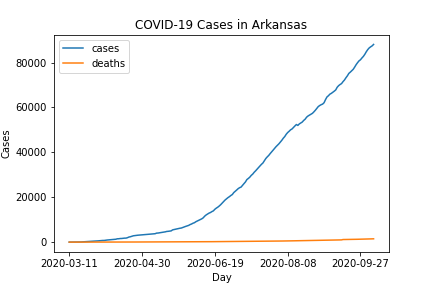 COVID-19 Cases in Arkansas
cases
deaths
80000
60000
40000
20000
0
Cases
2020-03-11 2020-04-30 2020-06-19 2020-08-08 2020-09-27
Day